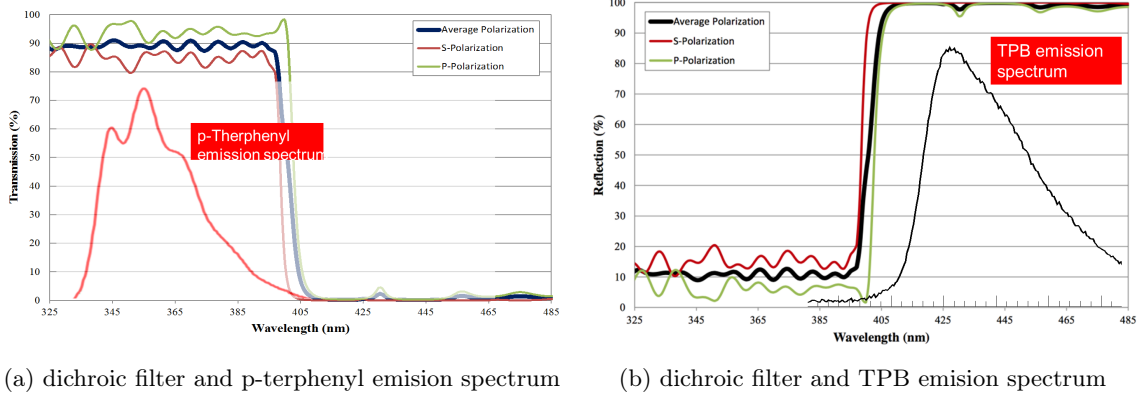 100
90
80
70
60
50
40
30
20
10
0
Transmission (%)
Average Polarization
S-Polarization
P-Polarization
p-Therphenyl
emission spectrum
325 345 365 385 405 425 445 465 485
Wavelength (nm)
(a) dichroic filter and p-terphenyl emision spectrum
100
90
80
70
60
50
40
30
20
10
0
Reflection (%)
Average Polarization
S-Polarization
P-Polarization
TPB emission
spectrum
325 345 365 385 405 425 445 465 485
Wavelength (nm)
(b) dichroic filter and TPB emision spectrum